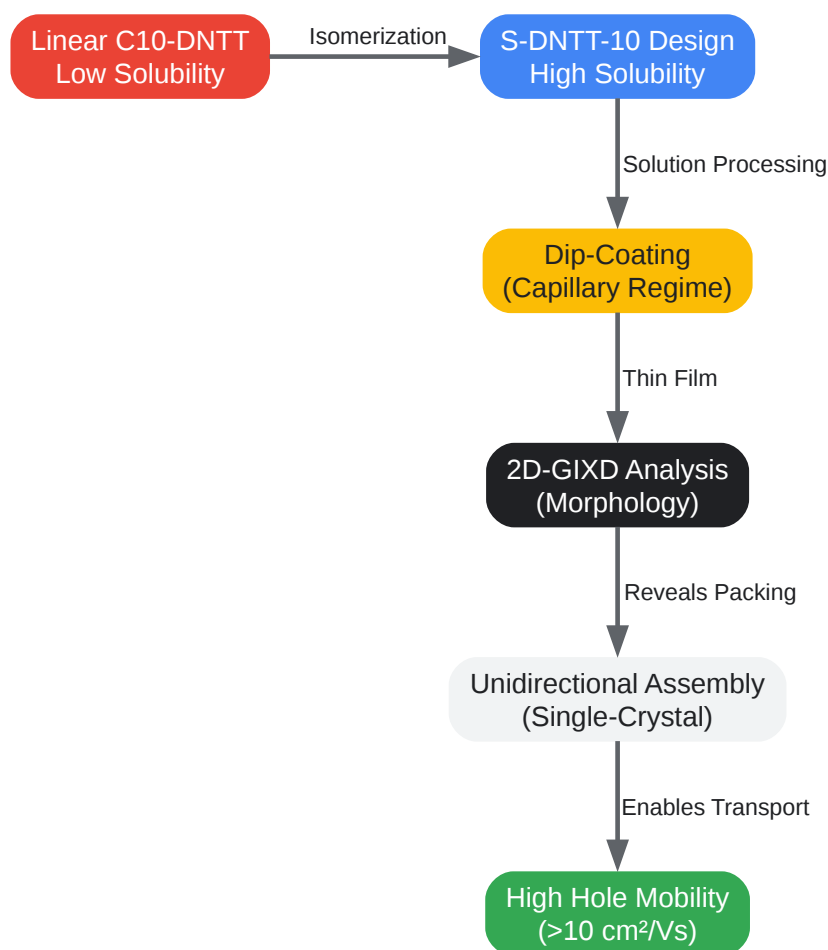 Linear C10-DNTT
Low Solubility
Isomerization
S-DNTT-10 Design
High Solubility
Solution Processing
Dip-Coating
(Capillary Regime)
Thin Film
2D-GIXD Analysis
(Morphology)
Reveals Packing
Unidirectional Assembly
(Single-Crystal)
Enables Transport
High Hole Mobility
(>10 cm²/Vs)